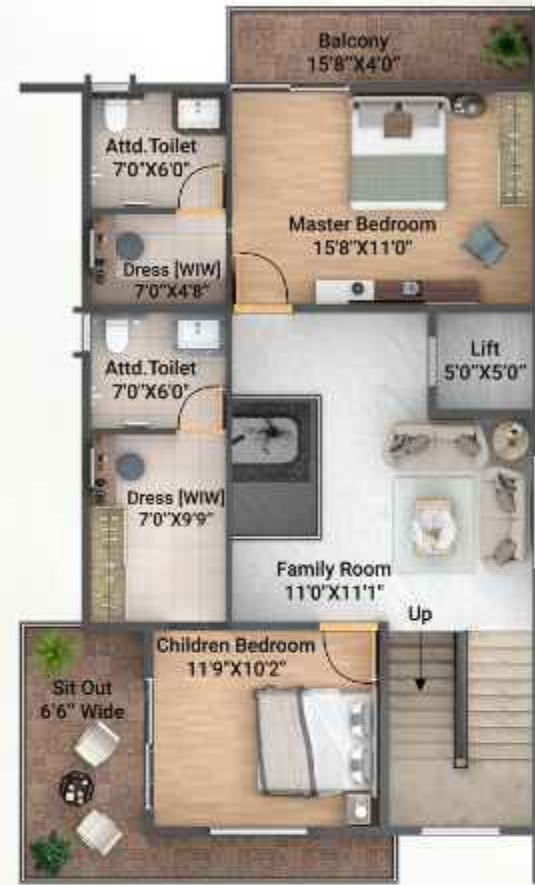 Balcony
15'8"X4'0"
Attd.Toilet
7'0"X6'0"
Master Bedroom
15'8"X11'0"
Dress [WIW]
7'0"X4'8"
Lift
5'0"X5'0"
Attd.Toilet
7'0"X6'0"
Dress [WIW]
7'0"X9'9"
Family Room
11'0"X11'1"
Up
Children Bedroom
11'9"X10'2"
Sit Out
6'6" Wide